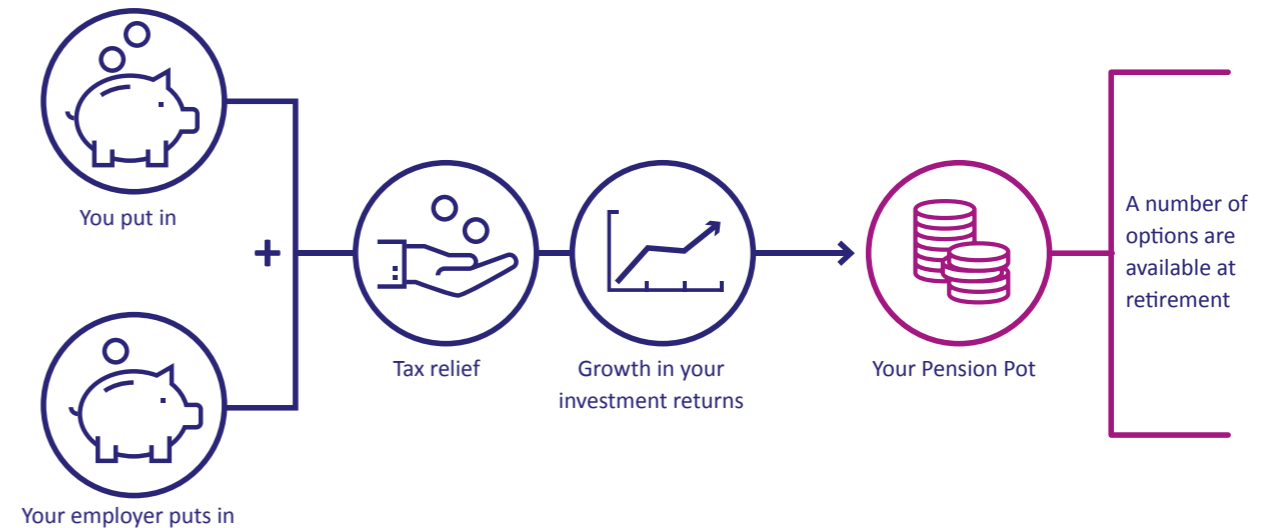 You put in
+
Your employer puts in
Tax relief
Growth in your
investment returns
Your Pension Pot
A number of
options are
available at
retirement